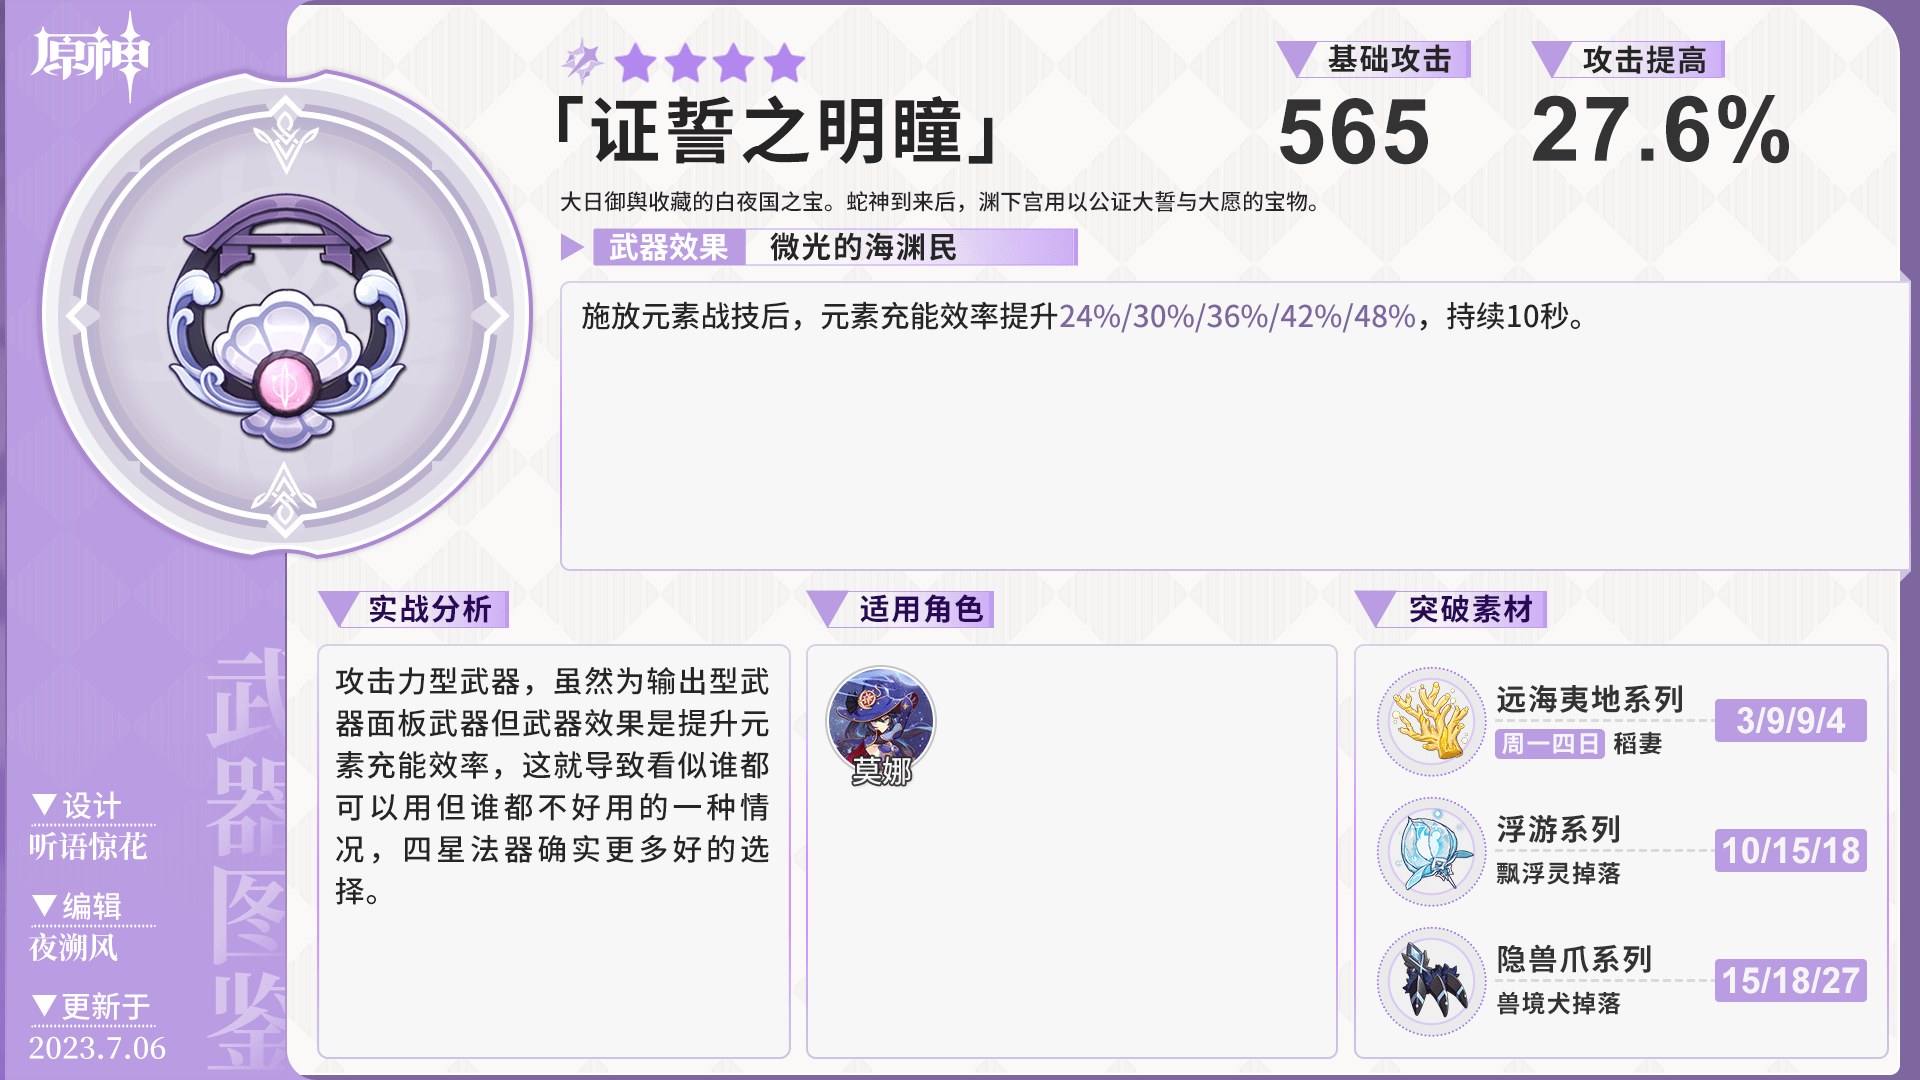 原神
「证誓之明瞳」
基础攻击
565
攻击提高
27.6%
大日御舆收藏的白夜国之宝。蛇神到来后，渊下宫用以公证大誓与大愿的宝物。
武器效果
微光的海渊民
施放元素战技后，元素充能效率提升24%/30%/36%/42%/48%，持续10秒。
实战分析
攻击力型武器，虽然为输出型武
器面板武器但武器效果是提升元
素充能效率，这就导致看似谁都
可以用但谁都不好用的一种情
况，四星法器确实更多好的选
择。
适用角色
莫娜
突破素材
远海夷地系列
周一四日 稻妻
3/9/9/4
浮游系列
飘浮灵掉落
10/15/18
隐兽爪系列
兽境犬掉落
15/18/27
武器图鉴
▼设计
听语惊花
▼编辑
夜溯风
▼更新于
2023.7.06